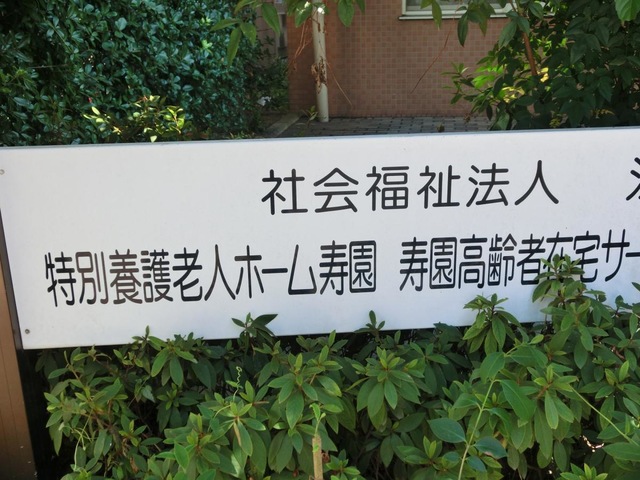 社会福祉法人
特別養護老人ホーム寿園 寿園高齢者在宅サー